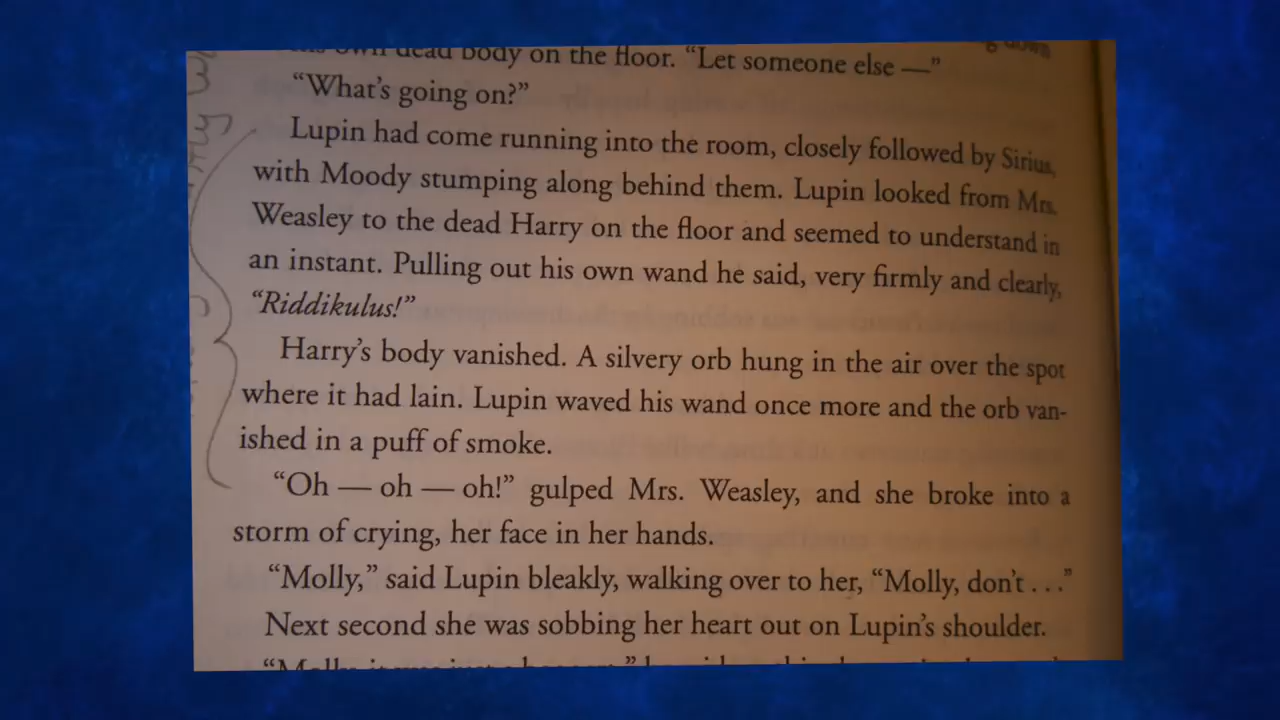 own dead body on the floor. “Let someone else —”
“What’s going on?”
Lupin had come running into the room, closely followed by Sirius,
with Moody stumping along behind them. Lupin looked from Mrs.
Weasley to the dead Harry on the floor and seemed to understand in
an instant. Pulling out his own wand he said, very firmly and clearly,
“Riddikulus!”
Harry’s body vanished. A silvery orb hung in the air over the spot
where it had lain. Lupin waved his wand once more and the orb van-
ished in a puff of smoke.
“Oh — oh — oh!” gulped Mrs. Weasley, and she broke into a
storm of crying, her face in her hands.
“Molly,” said Lupin bleakly, walking over to her, “Molly, don’t . . .”
Next second she was sobbing her heart out on Lupin’s shoulder.